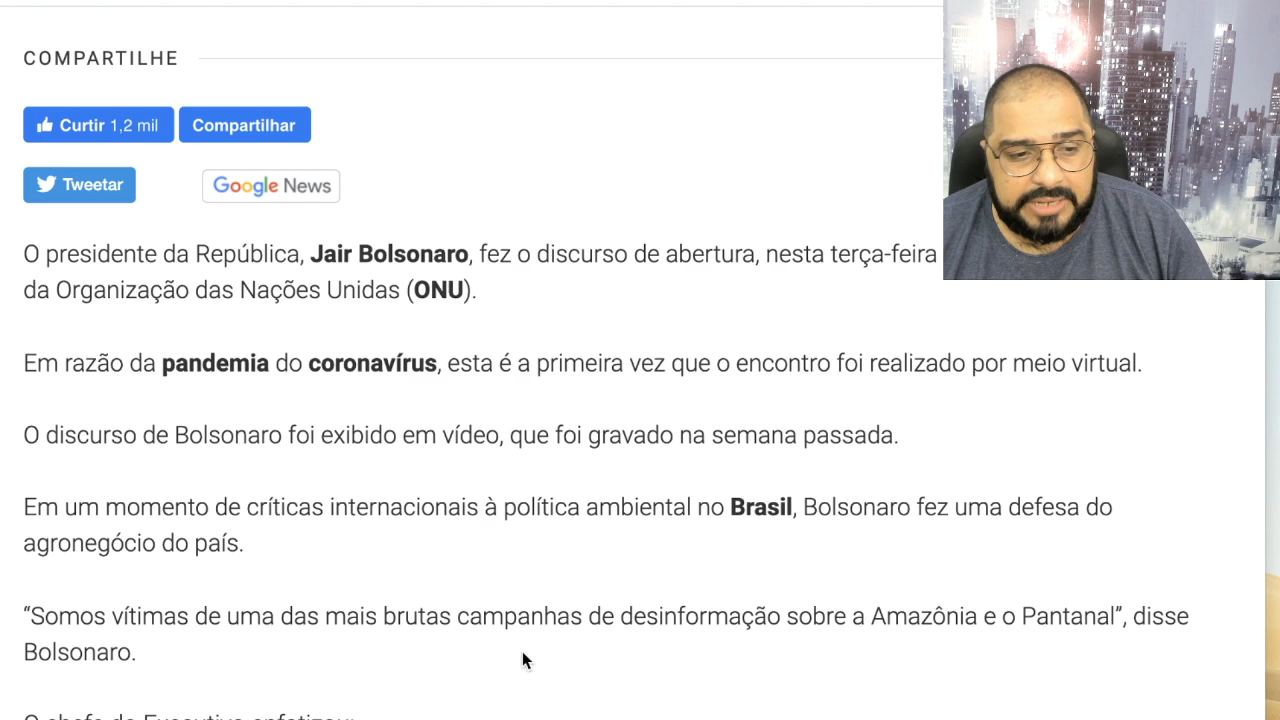 COMPARTILHE
Curtir 1,2 mil
Compartilhar
Tweetar
Google News
O presidente da República, Jair Bolsonaro, fez o discurso de abertura, nesta terça-feira
da Organização das Nações Unidas (ONU).
Em razão da pandemia do coronavírus, esta é a primeira vez que o encontro foi realizado por meio virtual.
O discurso de Bolsonaro foi exibido em vídeo, que foi gravado na semana passada.
Em um momento de críticas internacionais à política ambiental no Brasil, Bolsonaro fez uma defesa do
agronegócio do país.
“Somos vítimas de uma das mais brutas campanhas de desinformação sobre a Amazônia e o Pantanal”, disse
Bolsonaro.